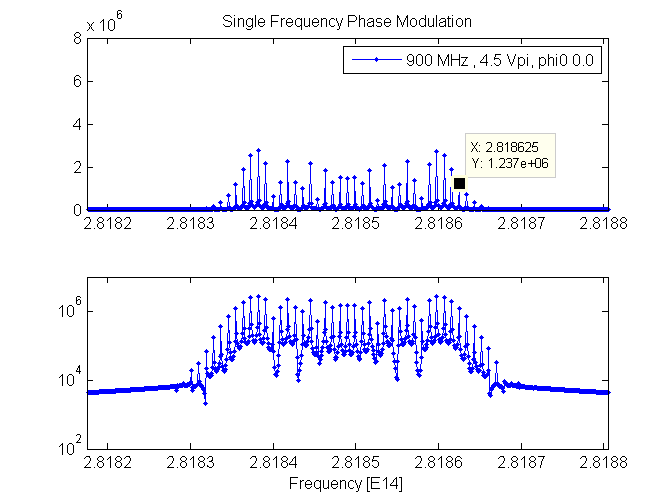 Single Frequency Phase Modulation
x 10^6
8
6
4
2
0
900 MHz , 4.5 Vpi, phi0 0.0
X: 2.818625
Y: 1.237e+06
2.8182 2.8183 2.8184 2.8185 2.8186 2.8187 2.8188
10^6
10^4
10^2
2.8182 2.8183 2.8184 2.8185 2.8186 2.8187 2.8188
Frequency [E14]